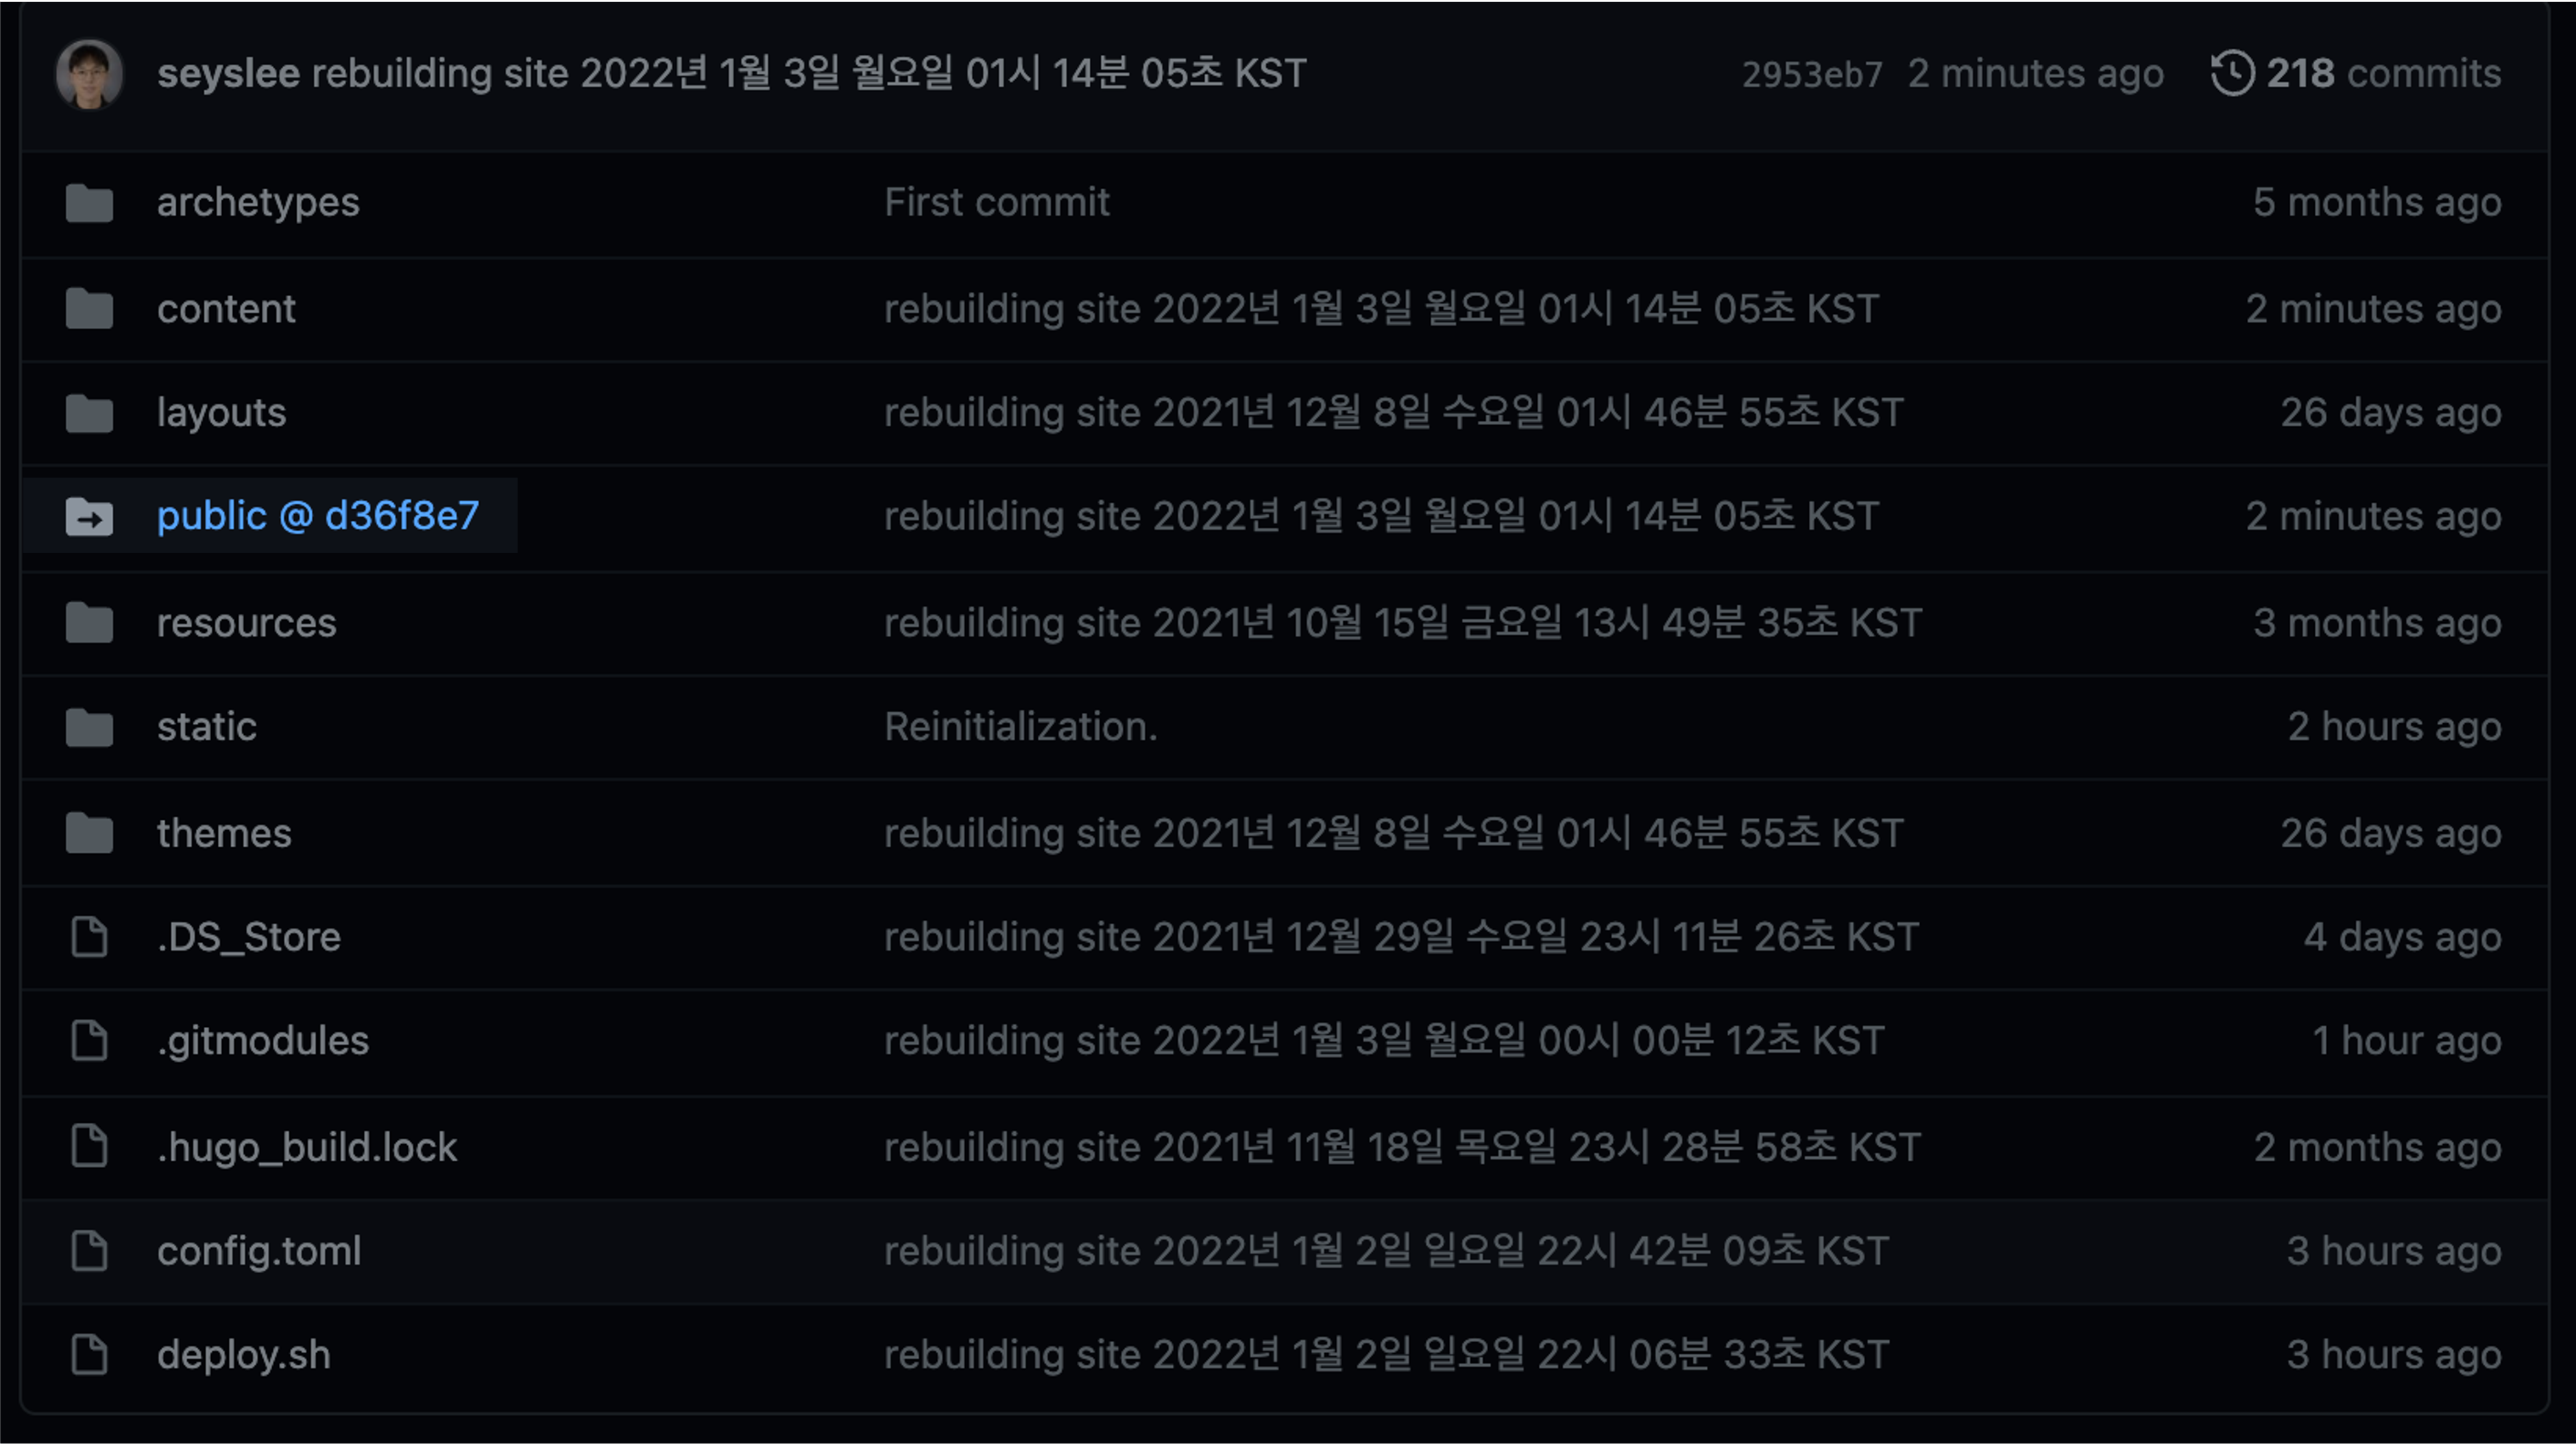 seyslee rebuilding site 2022년 1월 3일 월요일 01시 14분 05초 KST 2953eb7 2 minutes ago 218 commits
archetypes First commit 5 months ago
content rebuilding site 2022년 1월 3일 월요일 01시 14분 05초 KST 2 minutes ago
layouts rebuilding site 2021년 12월 8일 수요일 01시 46분 55초 KST 26 days ago
public @ d36f8e7 rebuilding site 2022년 1월 3일 월요일 01시 14분 05초 KST 2 minutes ago
resources rebuilding site 2021년 10월 15일 금요일 13시 49분 35초 KST 3 months ago
static Reinitialization. 2 hours ago
themes rebuilding site 2021년 12월 8일 수요일 01시 46분 55초 KST 26 days ago
.DS_Store rebuilding site 2021년 12월 29일 수요일 23시 11분 26초 KST 4 days ago
.gitmodules rebuilding site 2022년 1월 3일 월요일 00시 00분 12초 KST 1 hour ago
.hugo_build.lock rebuilding site 2021년 11월 18일 목요일 23시 28분 58초 KST 2 months ago
config.toml rebuilding site 2022년 1월 2일 일요일 22시 42분 09초 KST 3 hours ago
deploy.sh rebuilding site 2022년 1월 2일 일요일 22시 06분 33초 KST 3 hours ago